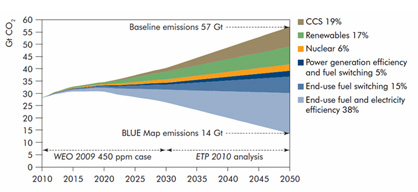 Gt CO2
60
55
50
45
40
35
30
25
20
15
10
5
0
Baseline emissions 57 Gt
BLUE Map emissions 14 Gt
WEO 2009 450 ppm case
ETP 2010 analysis
2010 2015 2020 2025 2030 2035 2040 2045 2050
CCS 19%
Renewables 17%
Nuclear 6%
Power generation efficiency
and fuel switching 5%
End-use fuel switching 15%
End-use fuel and electricity
efficiency 38%